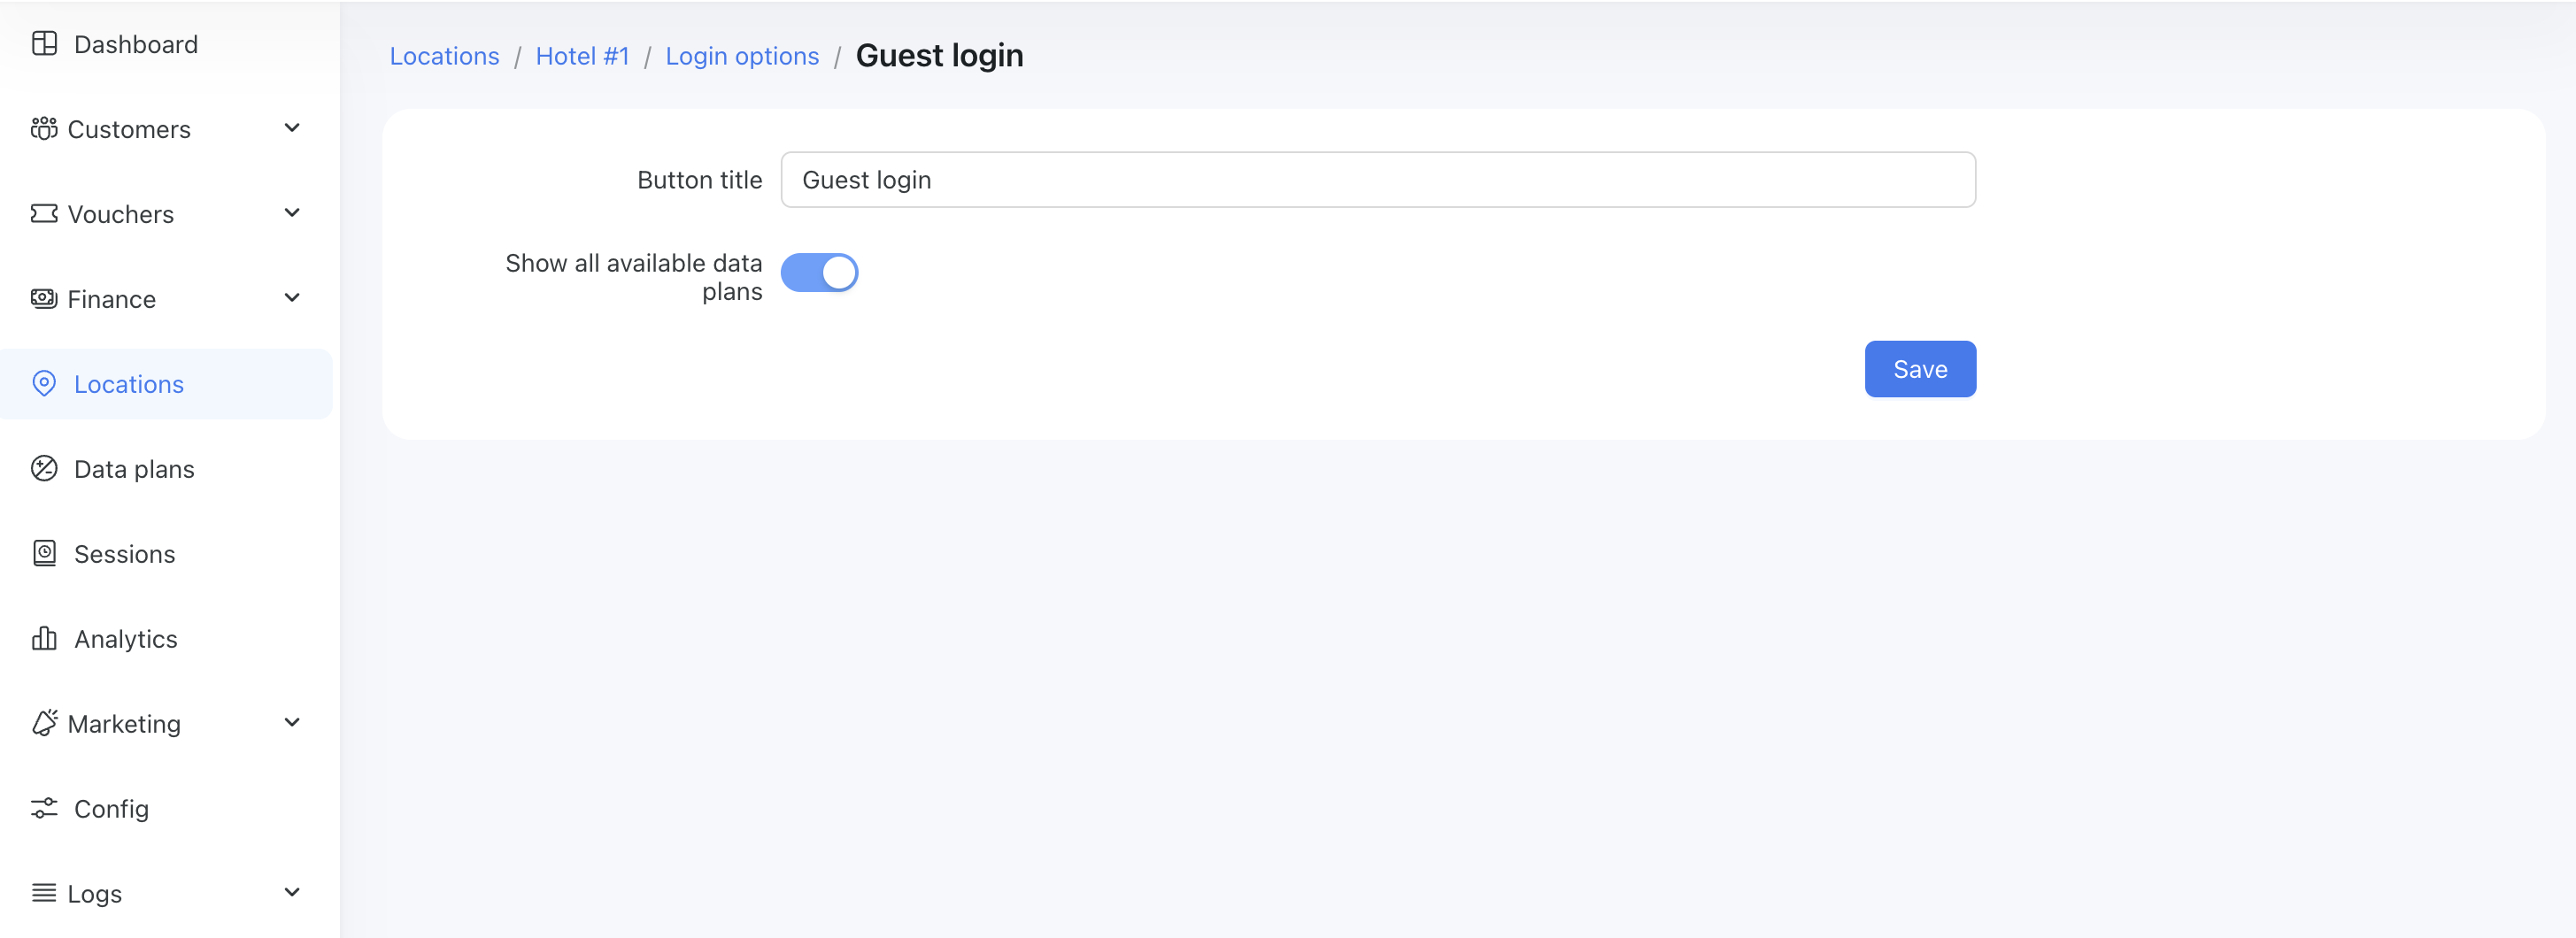 Dashboard
Customers
Vouchers
Finance
Locations
Data plans
Sessions
Analytics
Marketing
Config
Logs
Locations / Hotel #1 / Login options / Guest login
Button title Guest login
Show all available data
plans
Save